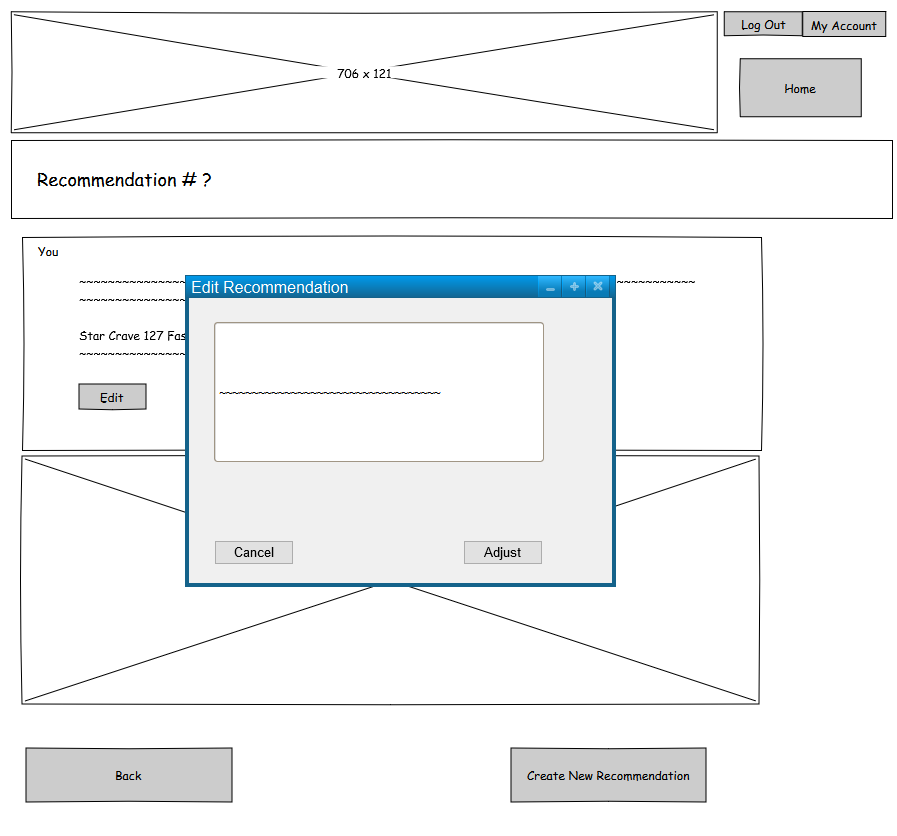 Log Out
My Account
706 x 121
Home
Recommendation # ?
You
Edit Recommendation
Star Crave 127
Edit
Cancel
Adjust
Back
Create New Recommendation